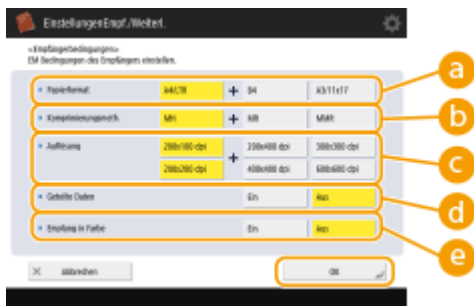 Einstellungen Empf./Weiterl.
<Empfängerbedingungen>
EM Bedingungen des Empfängers einstellen.
Papierformat A4/LTR + B4 A3/11x17
a
Komprimierungsmeth. MH + MR MMR
b
Auflösung 200x100 dpi 200x400 dpi 300x300 dpi
+
200x200 dpi 400x400 dpi 600x600 dpi
c
Geteilte Daten Ein Aus
d
Empfang in Farbe Ein Aus
e
× Abbrechen OK